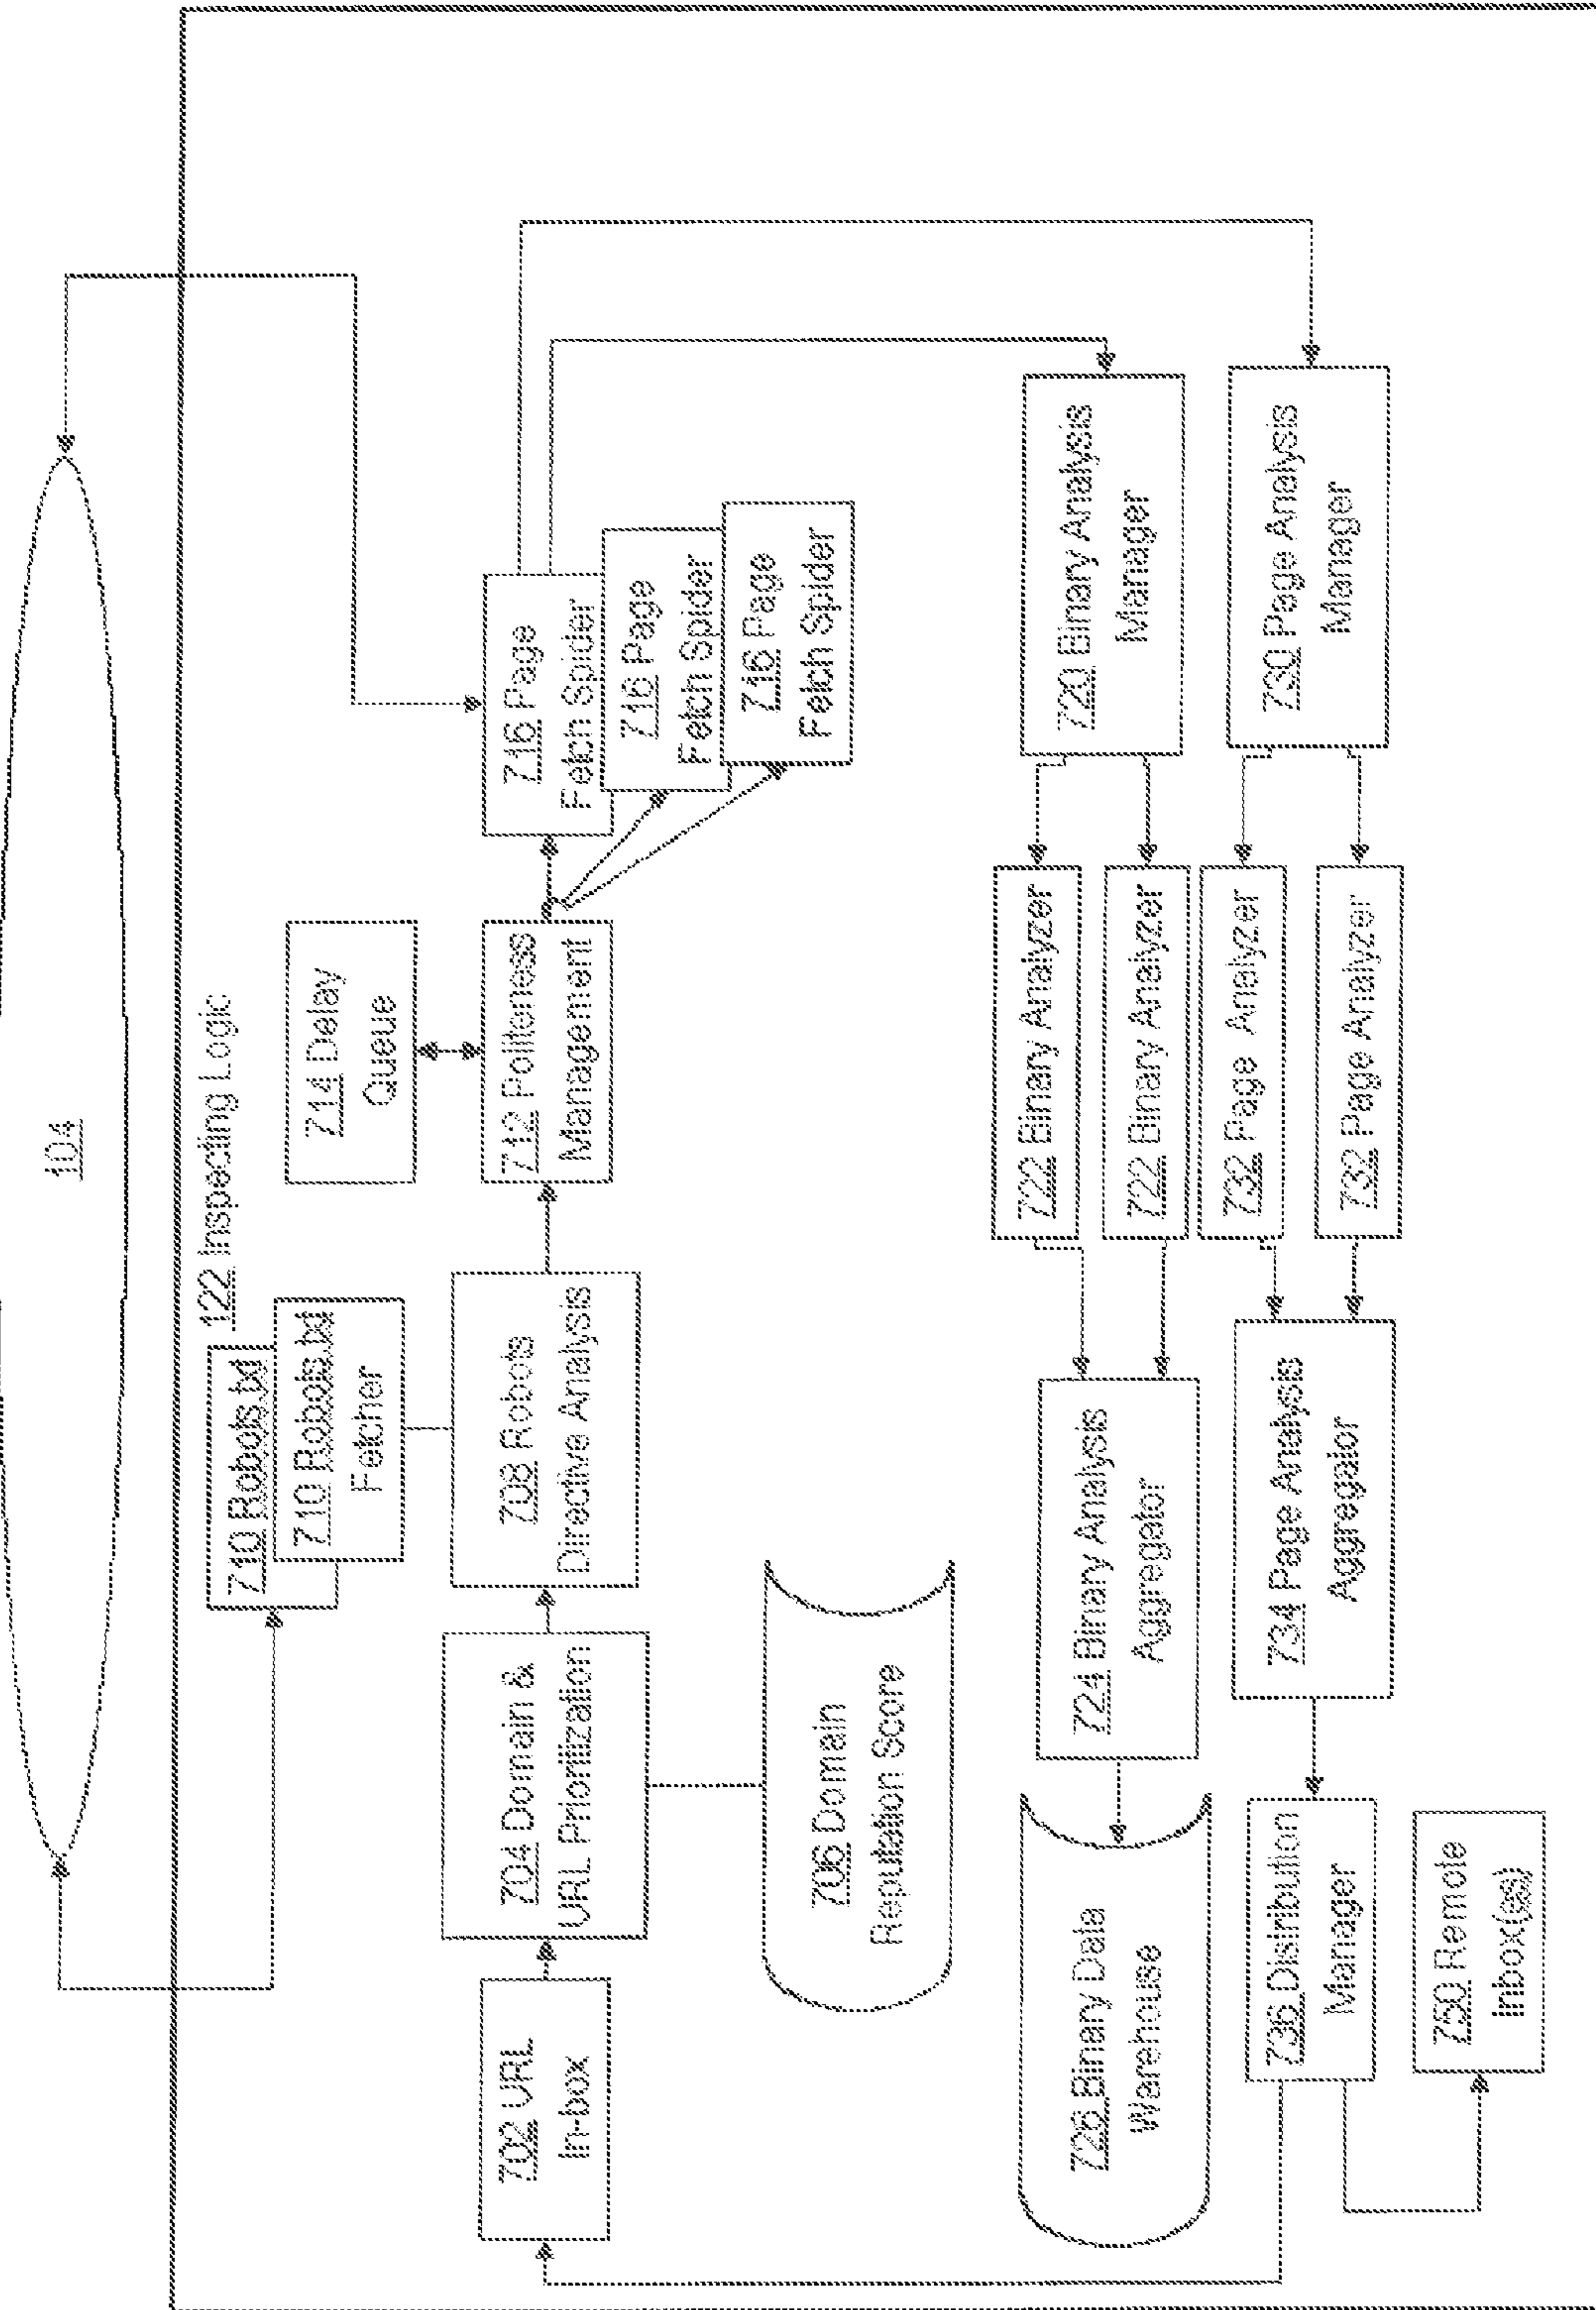 104
122 Inspecting Logic
710 Robots.txt
710 Robots.txt
Fetcher
714 Delay
Queue
702 URL
In-box
704 Domain &
URL Prioritization
708 Robots
Directive Analysis
712 Politeness
Management
716 Page
Fetch Spider
716 Page
Fetch Spider
716 Page
Fetch Spider
706 Domain
Reputation Score
726 Binary Data
Warehouse
724 Binary Analysis
Aggregator
722 Binary Analyzer
722 Binary Analyzer
720 Binary Analysis
Manager
736 Distribution
Manager
734 Page Analysis
Aggregator
732 Page Analyzer
732 Page Analyzer
730 Page Analysis
Manager
750 Remote
Inbox(es)